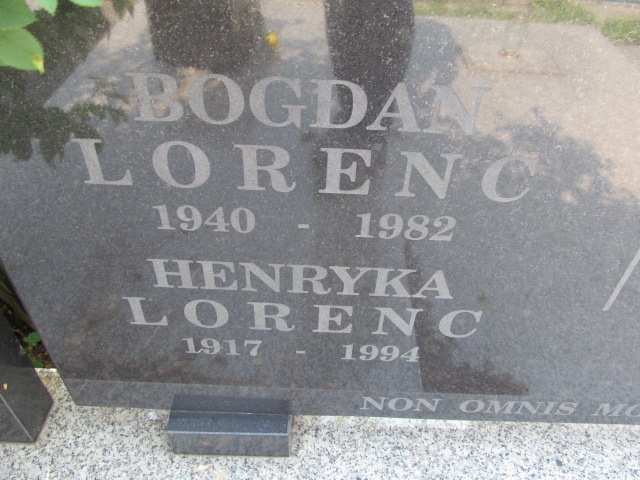 BOGDAN
LORENC
1940 - 1982
HENRYKA
LORENC
1917 - 1994
NON OMNIS